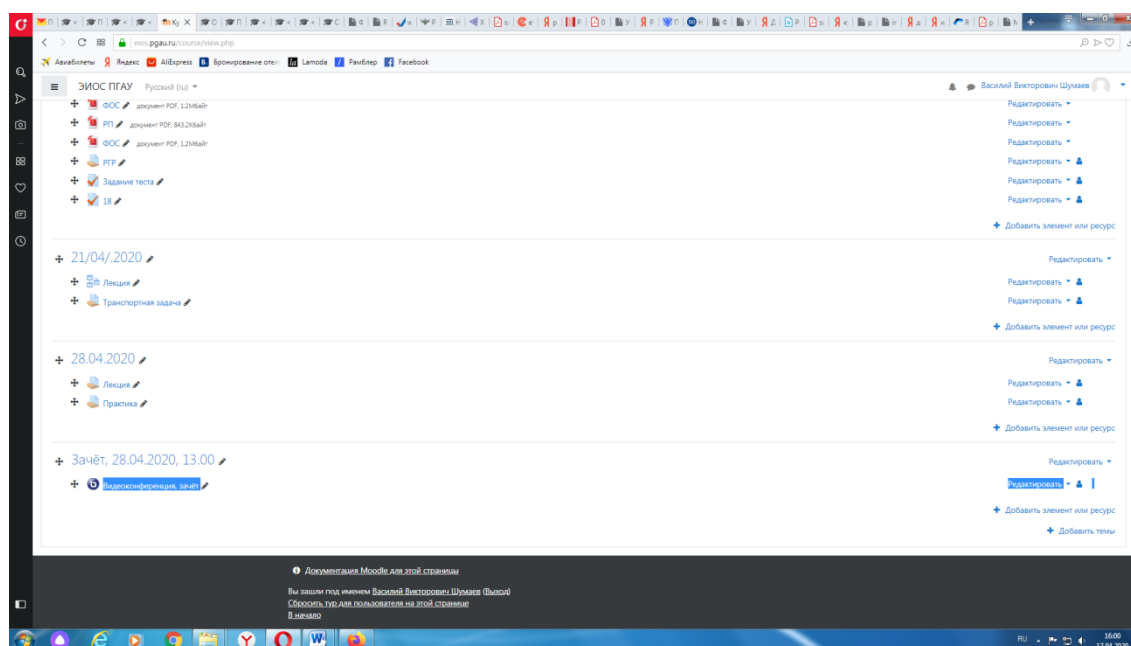 eios.pgau.ru/course/view.php
Авиабилеты Яндекс AliExpress Бронирование отел Lamoda Рамблер Facebook
ЭИОС ПГАУ Русский (ru) Василий Викторович Шумаев
ФОС документ PDF, 1.2Мбайт Редактировать
РП документ PDF, 843.2Кбайт Редактировать
ФОС документ PDF, 1.2Мбайт Редактировать
РГР Редактировать
Задание теста Редактировать
18 Редактировать
Добавить элемент или ресурс
21/04/.2020 Редактировать
Лекция Редактировать
Транспортная задача Редактировать
Добавить элемент или ресурс
28.04.2020 Редактировать
Лекция Редактировать
Практика Редактировать
Добавить элемент или ресурс
Зачёт, 28.04.2020, 13.00 Редактировать
Видеоконференция, зачёт Редактировать
Добавить элемент или ресурс
Добавить темы
Документация Moodle для этой страницы
Вы зашли под именем Василий Викторович Шумаев (Выход)
Сбросить тур для пользователя на этой странице
В начало
RU 16:00
17.04.2020